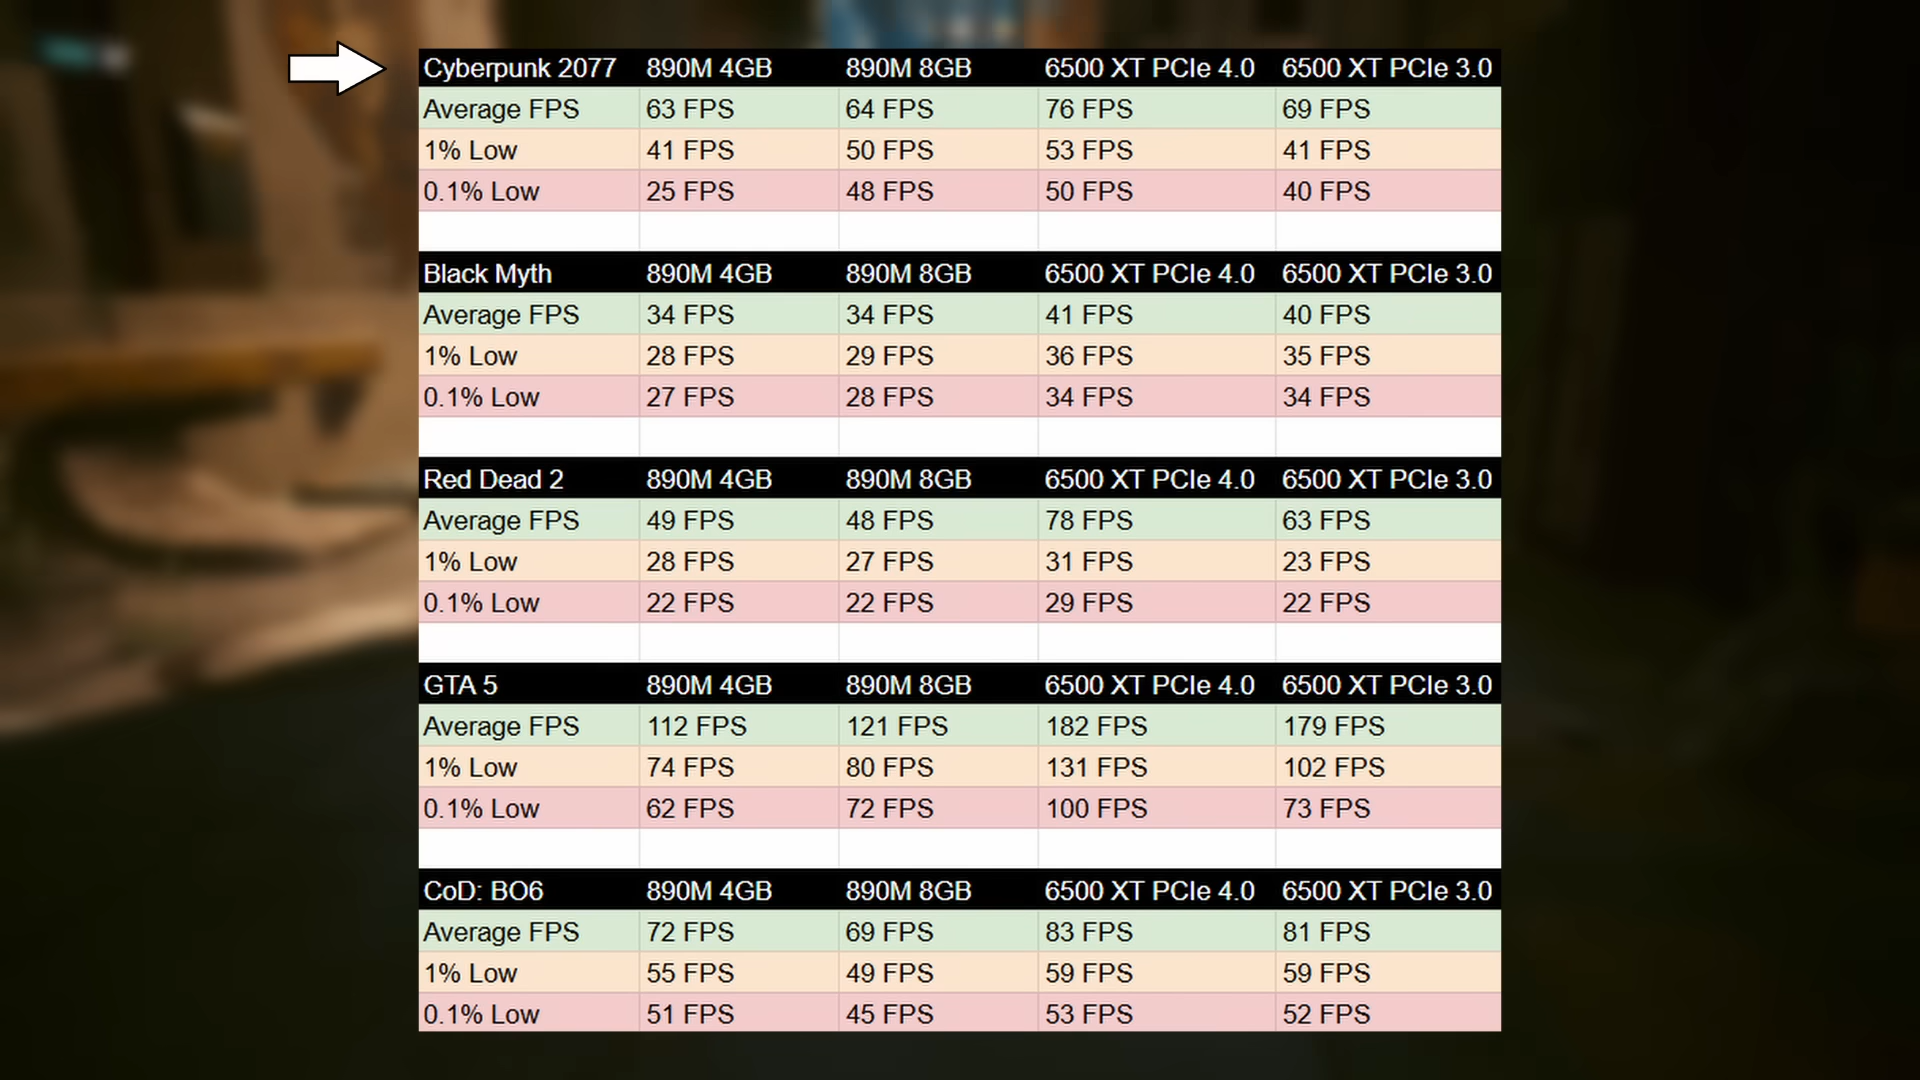 Cyberpunk 2077 890M 4GB 890M 8GB 6500 XT PCIe 4.0 6500 XT PCIe 3.0
Average FPS 63 FPS 64 FPS 76 FPS 69 FPS
1% Low 41 FPS 50 FPS 53 FPS 41 FPS
0.1% Low 25 FPS 48 FPS 50 FPS 40 FPS
Black Myth 890M 4GB 890M 8GB 6500 XT PCIe 4.0 6500 XT PCIe 3.0
Average FPS 34 FPS 34 FPS 41 FPS 40 FPS
1% Low 28 FPS 29 FPS 36 FPS 35 FPS
0.1% Low 27 FPS 28 FPS 34 FPS 34 FPS
Red Dead 2 890M 4GB 890M 8GB 6500 XT PCIe 4.0 6500 XT PCIe 3.0
Average FPS 49 FPS 48 FPS 78 FPS 63 FPS
1% Low 28 FPS 27 FPS 31 FPS 23 FPS
0.1% Low 22 FPS 22 FPS 29 FPS 22 FPS
GTA 5 890M 4GB 890M 8GB 6500 XT PCIe 4.0 6500 XT PCIe 3.0
Average FPS 112 FPS 121 FPS 182 FPS 179 FPS
1% Low 74 FPS 80 FPS 131 FPS 102 FPS
0.1% Low 62 FPS 72 FPS 100 FPS 73 FPS
CoD: BO6 890M 4GB 890M 8GB 6500 XT PCIe 4.0 6500 XT PCIe 3.0
Average FPS 72 FPS 69 FPS 83 FPS 81 FPS
1% Low 55 FPS 49 FPS 59 FPS 59 FPS
0.1% Low 51 FPS 45 FPS 53 FPS 52 FPS